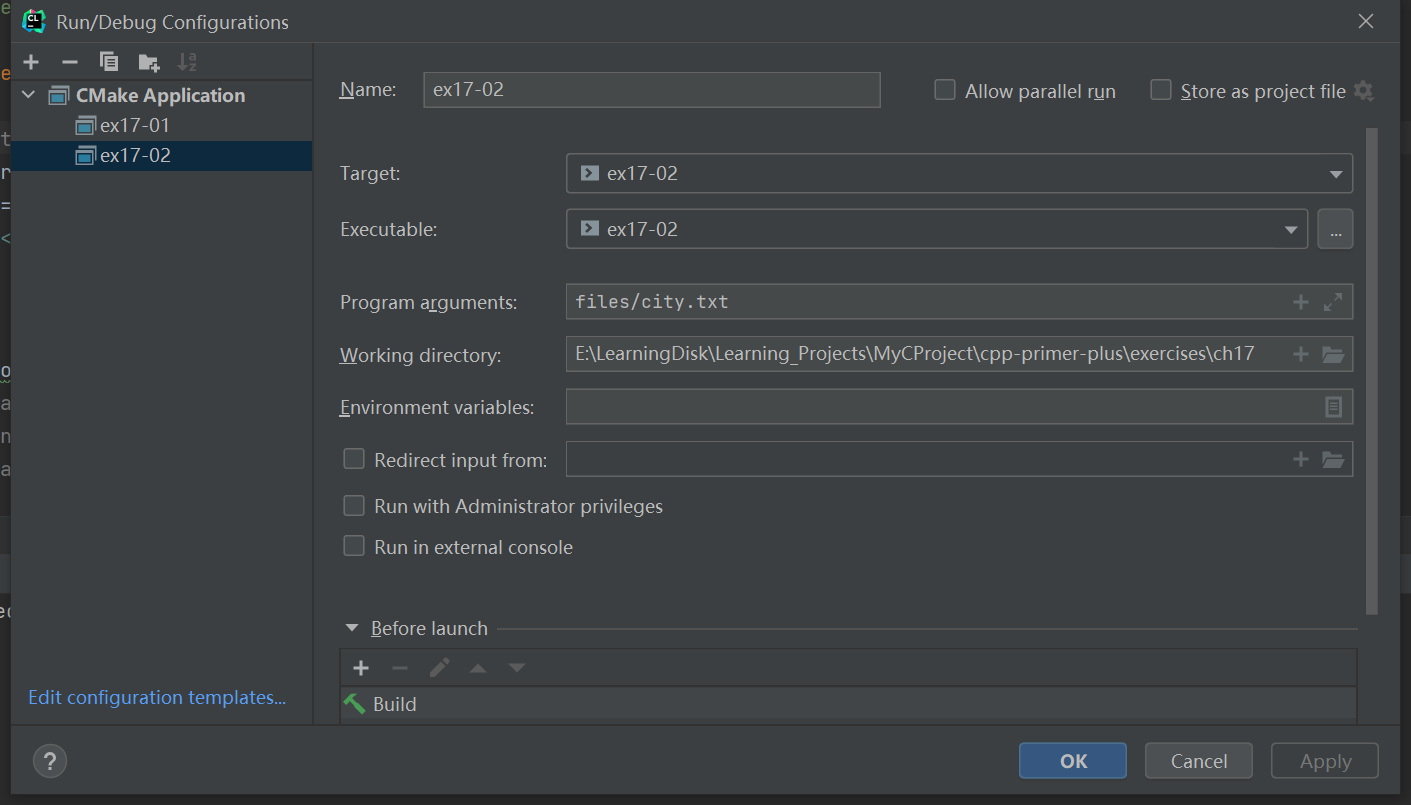 Run/Debug Configurations
CMake Application
ex17-01
ex17-02
Edit configuration templates...
Name: ex17-02
Allow parallel run
Store as project file
Target: ex17-02
Executable: ex17-02
...
Program arguments: files/city.txt
Working directory: E:\LearningDisk\Learning_Projects\MyCProject\cpp-primer-plus\exercises\ch17
Environment variables:
Redirect input from:
Run with Administrator privileges
Run in external console
Before launch
Build
?
OK Cancel Apply